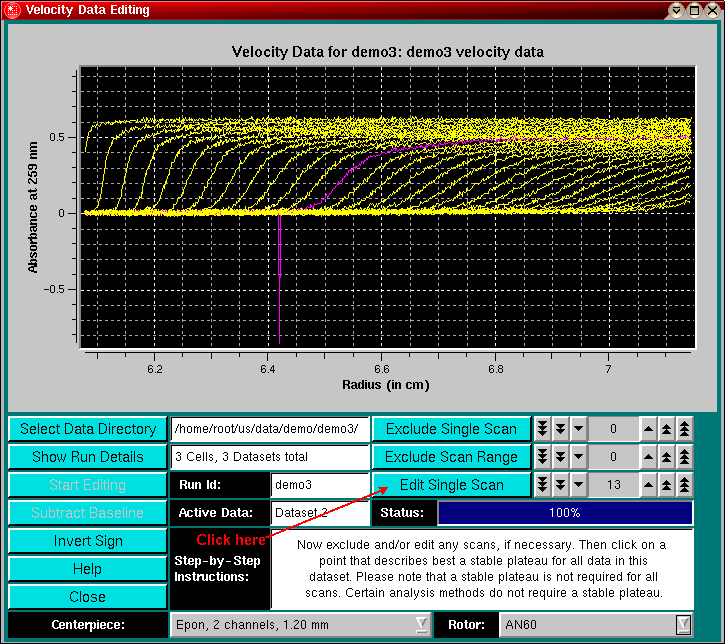 Velocity Data Editing
Velocity Data for demo3: demo3 velocity data
Absorbance at 259 nm
0.5
0
-0.5
6.2
6.4
6.6
6.8
7
Radius (in cm)
Select Data Directory
/home/root/us/data/demo/demo3/
Exclude Single Scan
0
Show Run Details
3 Cells, 3 Datasets total
Exclude Scan Range
0
Start Editing
Run Id:
demo3
Edit Single Scan
13
Subtract Baseline
Active Data:
Dataset 2
Status:
100%
Invert Sign
Click here
Help
Close
Step-by-Step
Instructions:
Now exclude and/or edit any scans, if necessary. Then click on a
point that describes best a stable plateau for all data in this
dataset. Please note that a stable plateau is not required for all
scans. Certain analysis methods do not require a stable plateau.
Centerpiece:
Epon, 2 channels, 1.20 mm
Rotor:
AN60